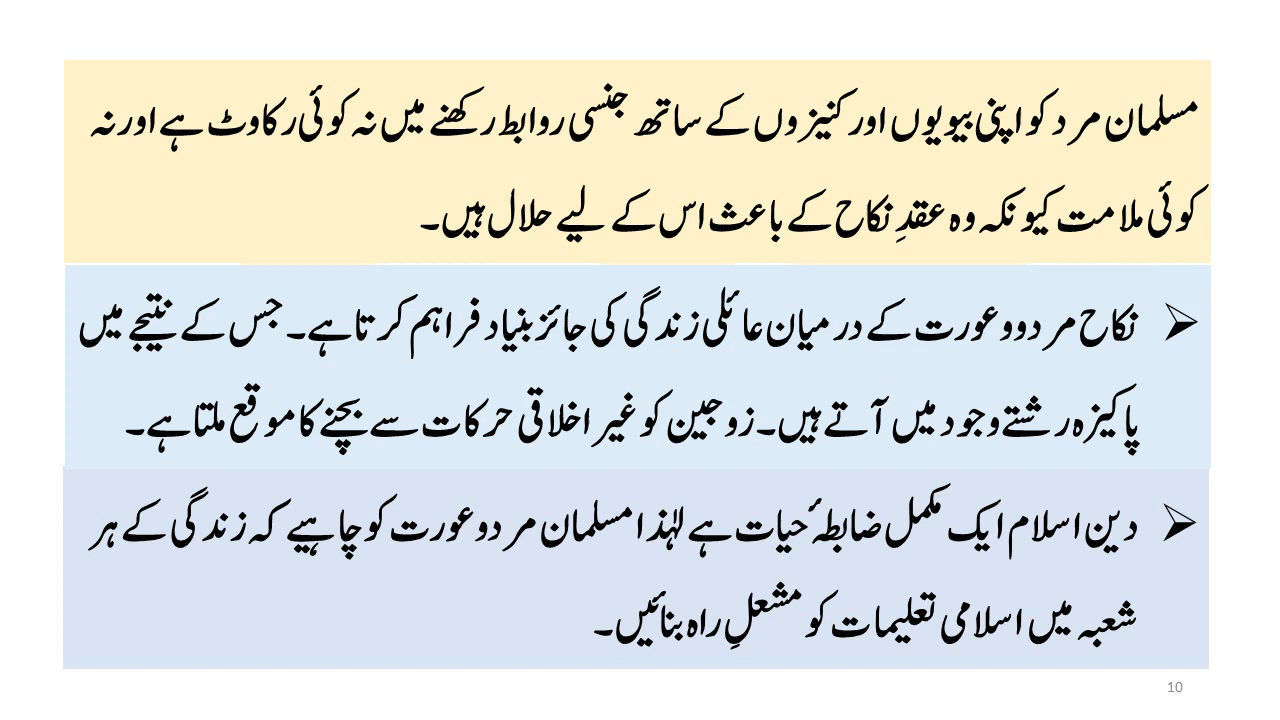 مسلمان مرد کو اپنی بیویوں اور کنیزوں کے ساتھ جنسی روابط رکھنے میں نہ کوئی رکاوٹ ہے اور نہ
کوئی ملامت کیونکہ وہ عقدِ نکاح کے باعث اس کے لیے حلال ہیں۔
➢ نکاح مردوو عورت کے درمیان عائلی زندگی کی جائز بنیاد فراہم کرتا ہے۔ جس کے نتیجے میں
پاکیزہ رشتے وجود میں آتے ہیں۔ زوجین کو غیر اخلاقی حرکات سے بچنے کا موقع ملتا ہے۔
➢ دین اسلام ایک مکمل ضابطہٴ حیات ہے لہٰذا مسلمان مرد و عورت کو چاہیے کہ زندگی کے ہر
شعبہ میں اسلامی تعلیمات کو مشعلِ راہ بنائیں۔
10